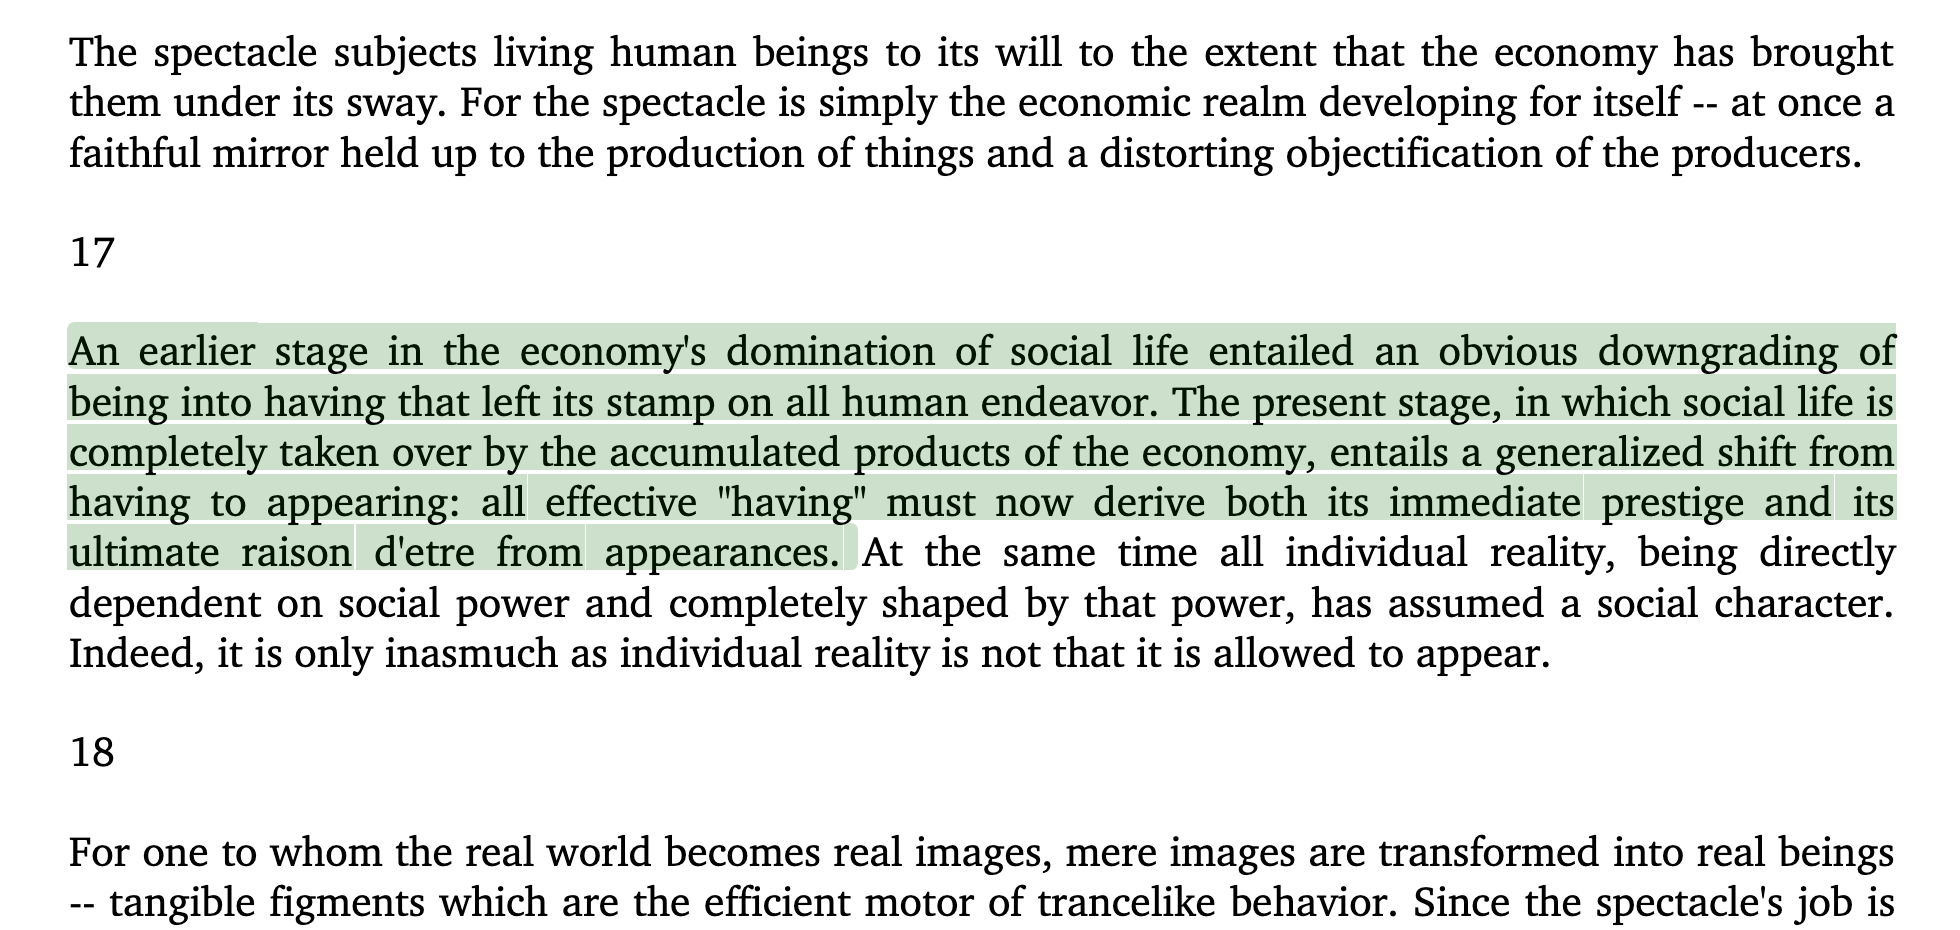 The spectacle subjects living human beings to its will to the extent that the economy has brought
them under its sway. For the spectacle is simply the economic realm developing for itself -- at once a
faithful mirror held up to the production of things and a distorting objectification of the producers.
17
An earlier stage in the economy's domination of social life entailed an obvious downgrading of
being into having that left its stamp on all human endeavor. The present stage, in which social life is
completely taken over by the accumulated products of the economy, entails a generalized shift from
having to appearing: all effective "having" must now derive both its immediate prestige and its
ultimate raison d'etre from appearances. At the same time all individual reality, being directly
dependent on social power and completely shaped by that power, has assumed a social character.
Indeed, it is only inasmuch as individual reality is not that it is allowed to appear.
18
For one to whom the real world becomes real images, mere images are transformed into real beings
-- tangible figments which are the efficient motor of trancelike behavior. Since the spectacle's job is